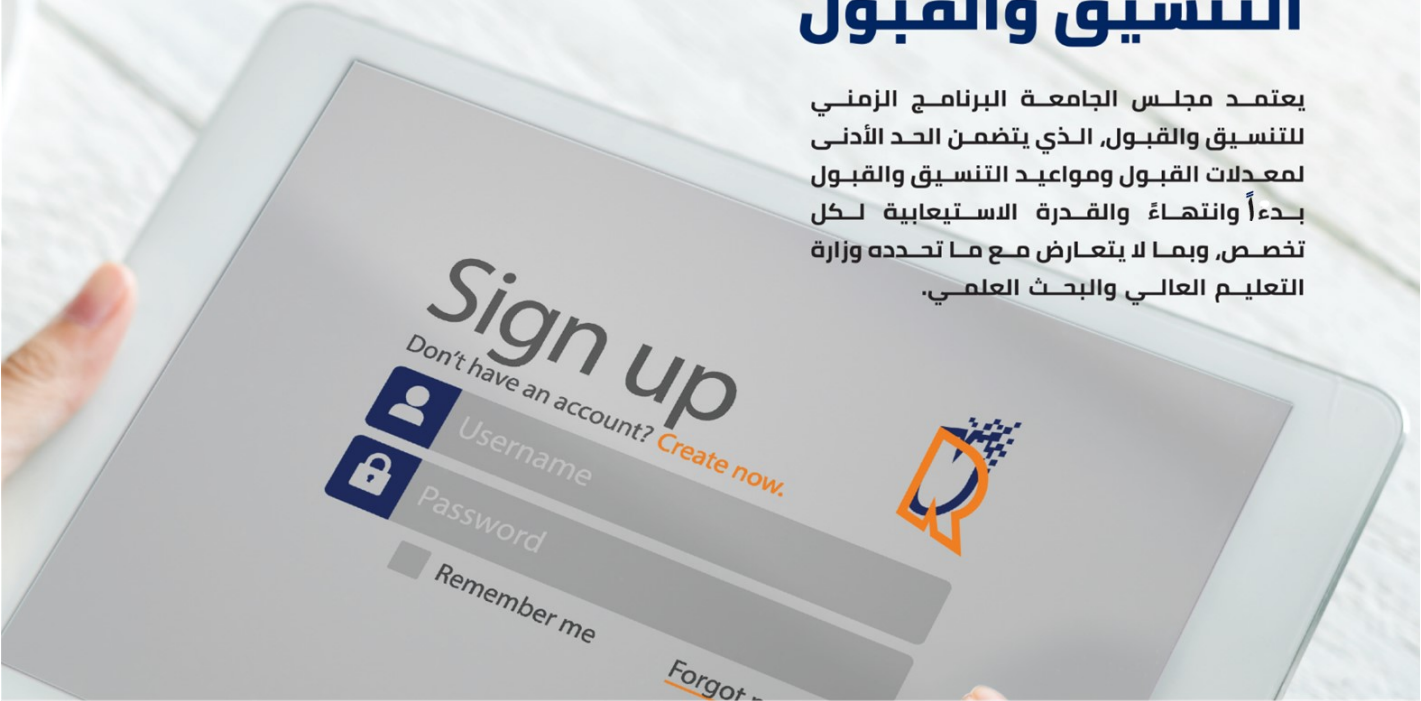 التنسيق والقبول
يعتمد مجلس الجامعة البرنامج الزمني
للتنسيق والقبول، الذي يتضمن الحد الأدنى
لمعدلات القبول ومواعيد التنسيق والقبول
بدءاً وانتهاءً والقدرة الاستيعابية لكل
تخصص، وبما لا يتعارض مع ما تحدده وزارة
التعليم العالي والبحث العلمي.
Sign up
Don't have an account? Create now.
Username
Password
Remember me
Forgot